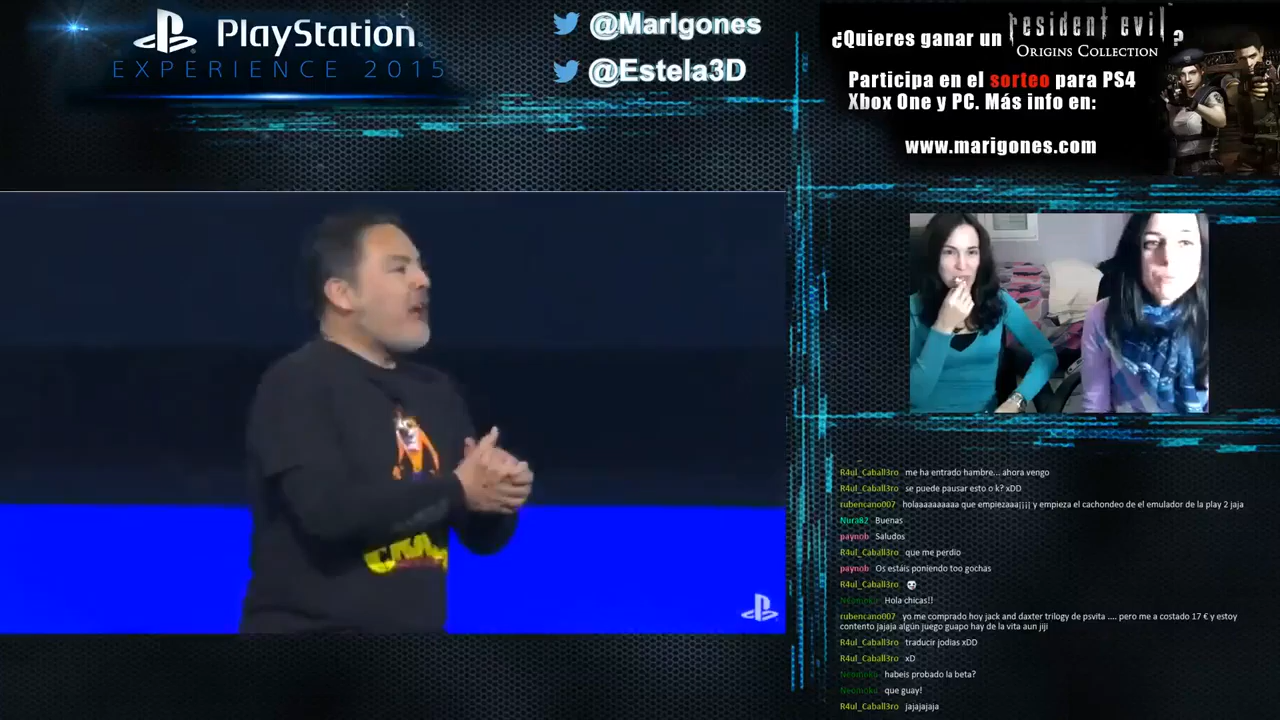 PlayStation
EXPERIENCE 2015
@MarIgones
@Estela3D
¿Quieres ganar un resident evil ?
ORIGINS COLLECTION
Participa en el sorteo para PS4
Xbox One y PC. Más info en:
www.marigones.com
R4ul_Caball3ro me ha entrado hambre... ahora vengo
R4ul_Caball3ro se puede pausar esto o k? xDD
rubencano007 holaaaaaaaaa que empiezaaa¡¡¡¡ y empieza el cachondeo de el emulador de la play 2 jaja
Nura82 Buenas
paynob Saludos
R4ul_Caball3ro que me perdio
paynob Os estáis poniendo too gochas
R4ul_Caball3ro
Hola chicas!!
rubencano007 yo me comprado hoy jack and daxter trilogy de psvita .... pero me a costado 17 € y estoy
contento jajaja algún juego guapo hay de la vita aun jiji
R4ul_Caball3ro traducir jodias xDD
R4ul_Caball3ro xD
habeis probado la beta?
que guay!
R4ul_Caball3ro jajajajaja